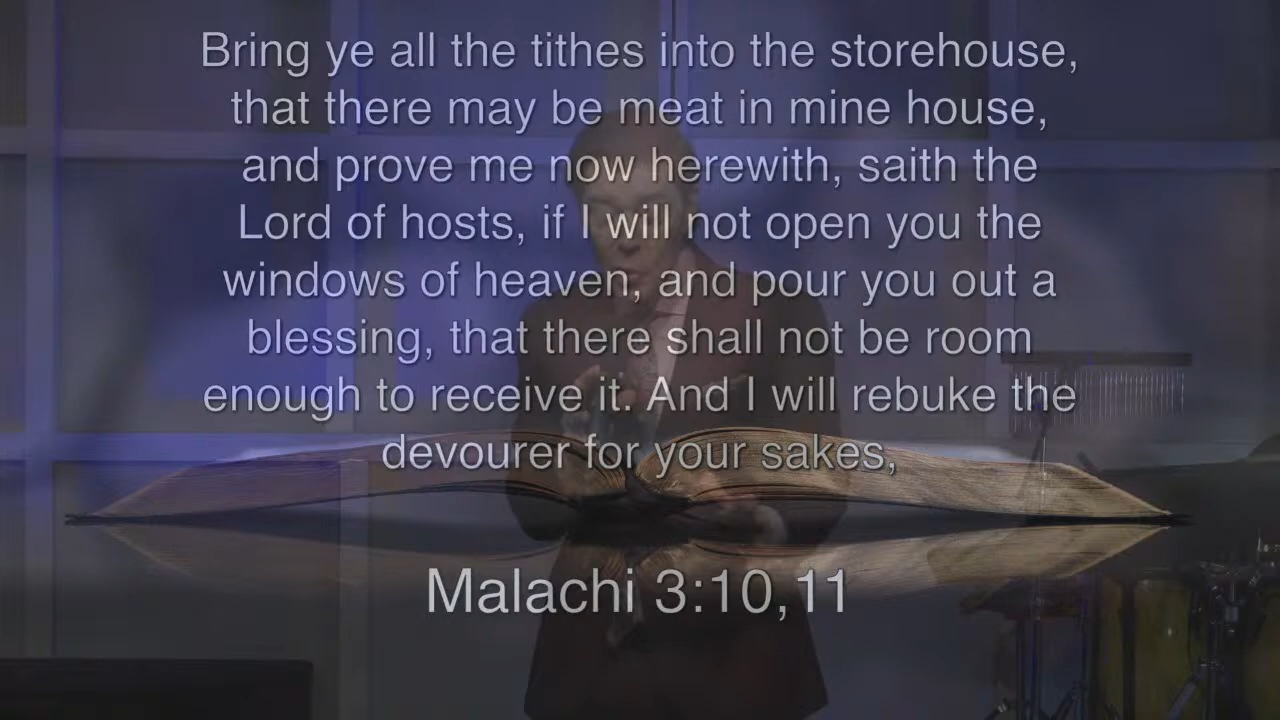 Bring ye all the tithes into the storehouse,
that there may be meat in mine house,
and prove me now herewith, saith the
Lord of hosts, if I will not open you the
windows of heaven, and pour you out a
blessing, that there shall not be room
enough to receive it. And I will rebuke the
devourer for your sakes,
Malachi 3:10,11